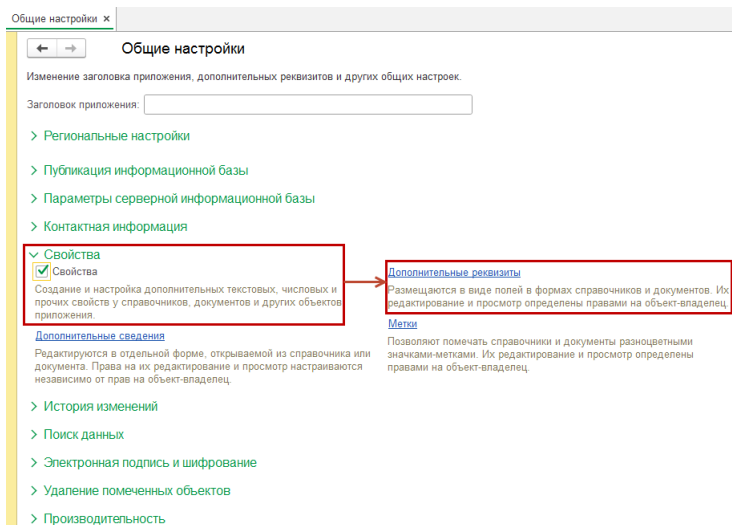 Общие настройки ×
Общие настройки
Изменение заголовка приложения, дополнительных реквизитов и других общих настроек.
Заголовок приложения:
Региональные настройки
Публикация информационной базы
Параметры серверной информационной базы
Контактная информация
Свойства
Свойства
Создание и настройка дополнительных текстовых, числовых и
прочих свойств у справочников, документов и других объектов
приложения.
Дополнительные реквизиты
Размещаются в виде полей в формах справочников и документов. Их
редактирование и просмотр определены правами на объект-владелец.
Дополнительные сведения
Редактируются в отдельной форме, открываемой из справочника или
документа. Права на их редактирование и просмотр настраиваются
независимо от прав на объект-владелец.
Метки
Позволяют помечать справочники и документы разноцветными
значками-метками. Их редактирование и просмотр определены
правами на объект-владелец.
История изменений
Поиск данных
Электронная подпись и шифрование
Удаление помеченных объектов
Производительность